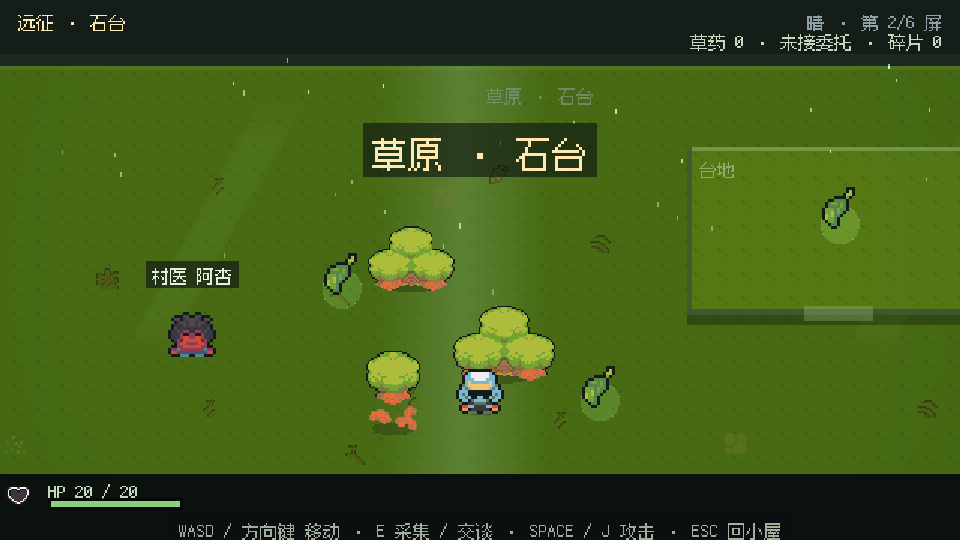 远征 · 石台
晴 · 第 2/6 屏
草药 0 · 未接委托 · 碎片 0
草原 · 石台
草原 · 石台
台地
村医 阿杏
HP 20 / 20
WASD / 方向键 移动 · E 采集 / 交谈 · SPACE / J 攻击 · ESC 回小屋